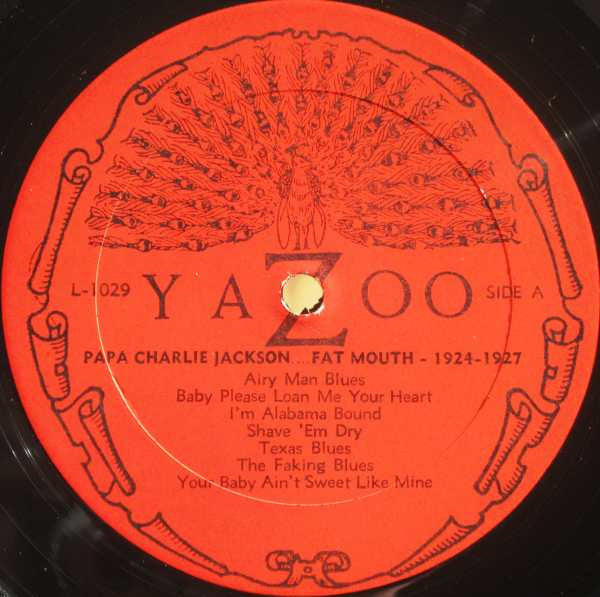 L-1029 YAZOO SIDE A
PAPA CHARLIE JACKSON....FAT MOUTH - 1924-1927
Airy Man Blues
Baby Please Loan Me Your Heart
I'm Alabama Bound
Shave 'Em Dry
Texas Blues
The Faking Blues
Your Baby Ain't Sweet Like Mine